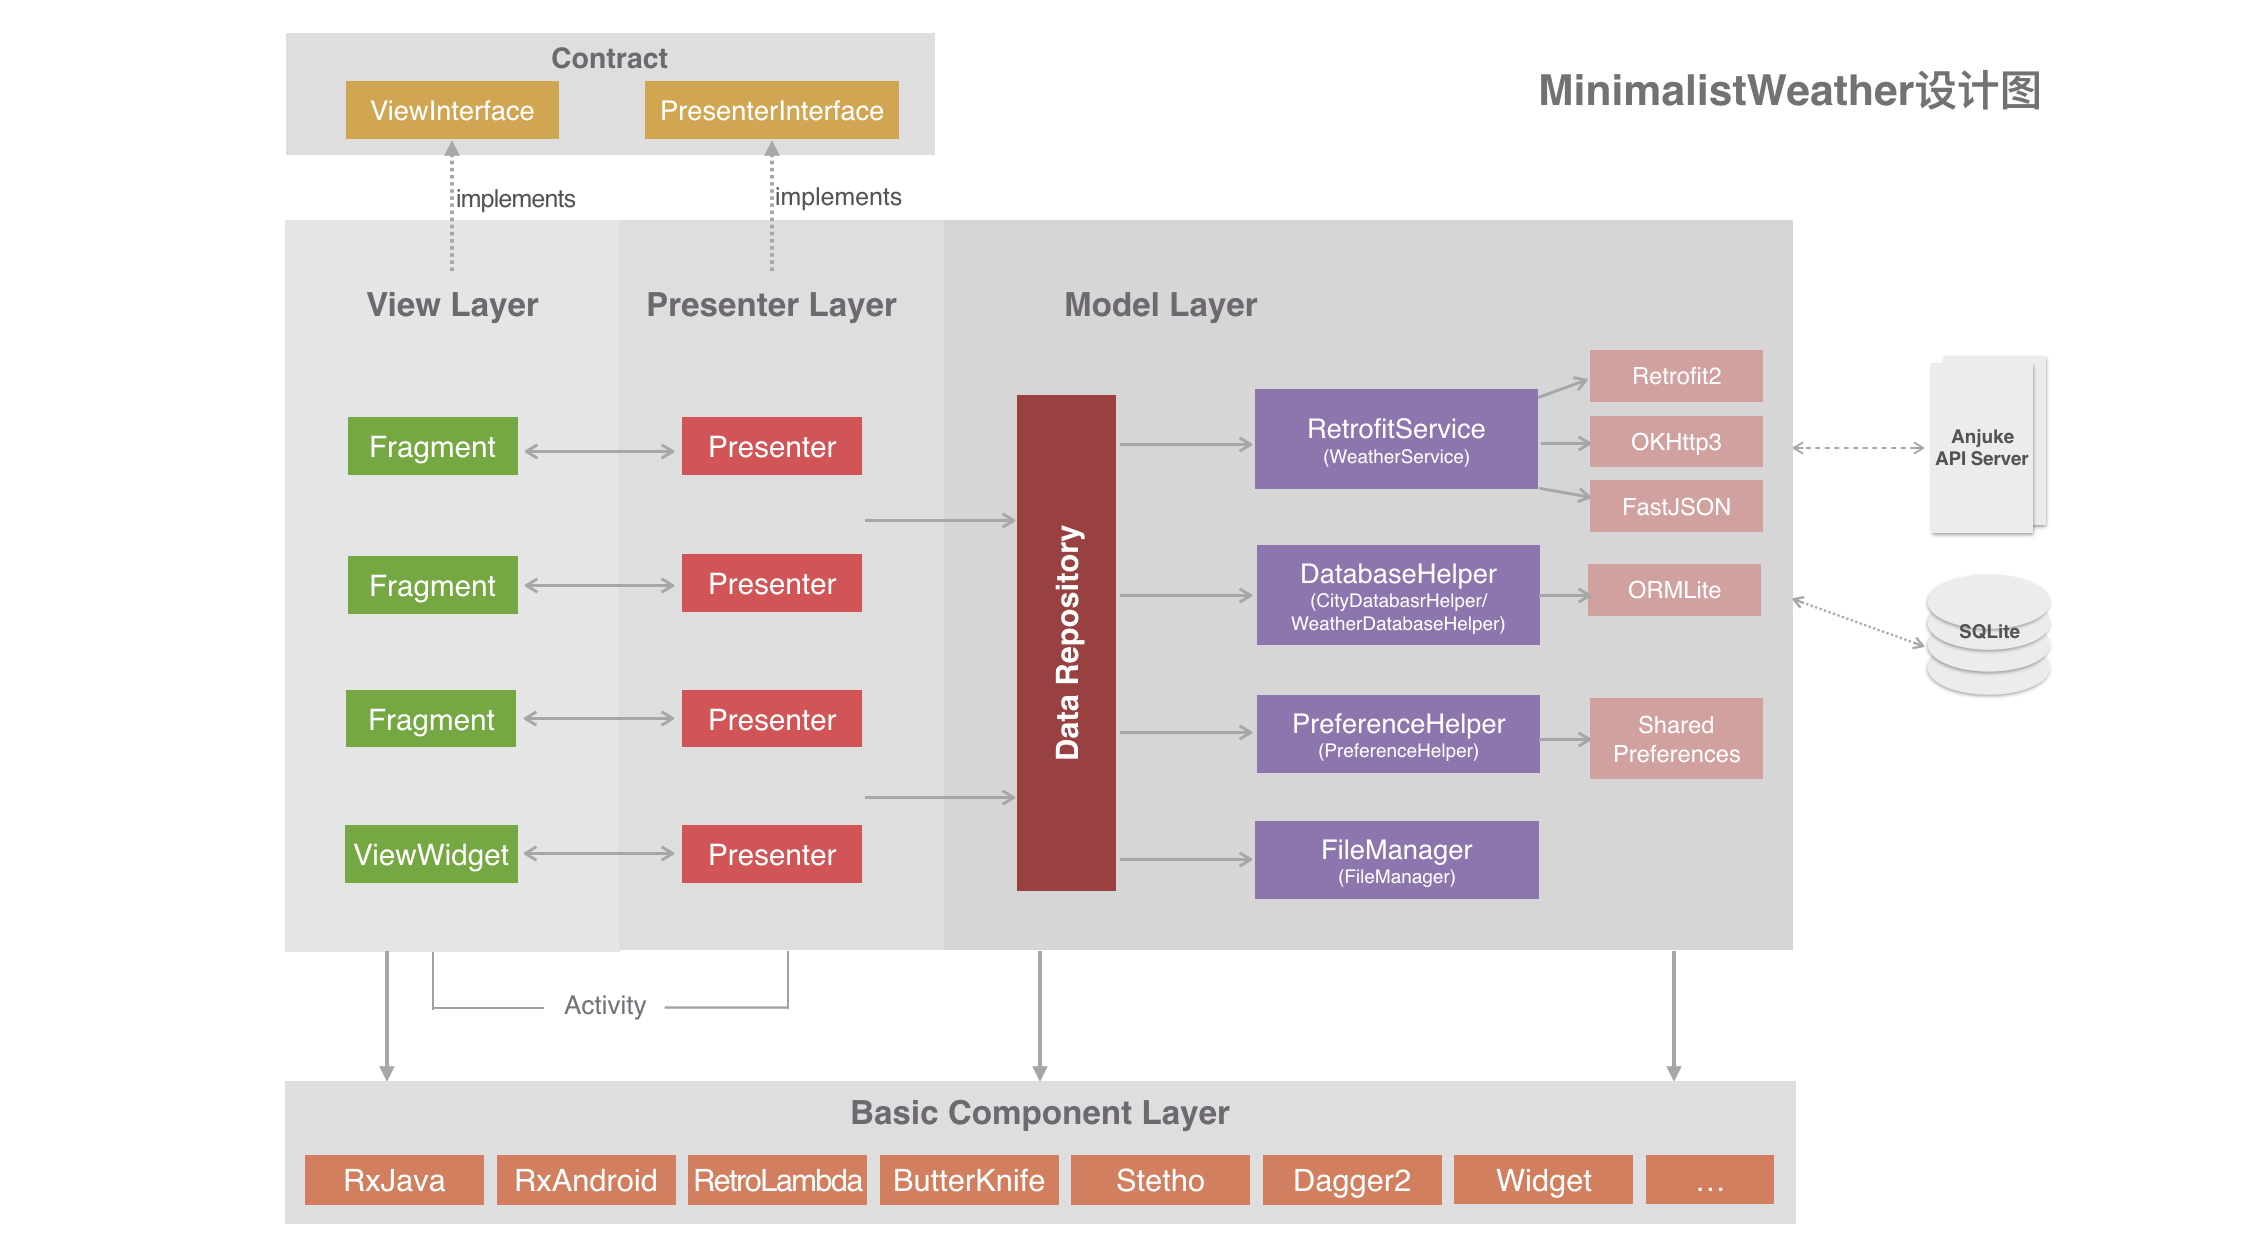 Contract
ViewInterface
PresenterInterface
MinimalistWeather设计图
implements
implements
View Layer
Presenter Layer
Model Layer
Fragment
Presenter
Fragment
Presenter
Fragment
Presenter
ViewWidget
Presenter
Data Repository
RetrofitService
(WeatherService)
Retrofit2
OKHttp3
FastJSON
DatabaseHelper
(CityDatabasrHelper/
WeatherDatabaseHelper)
ORMLite
PreferenceHelper
(PreferenceHelper)
Shared
Preferences
FileManager
(FileManager)
Anjuke
API Server
SQLite
Activity
Basic Component Layer
RxJava
RxAndroid
RetroLambda
ButterKnife
Stetho
Dagger2
Widget
…